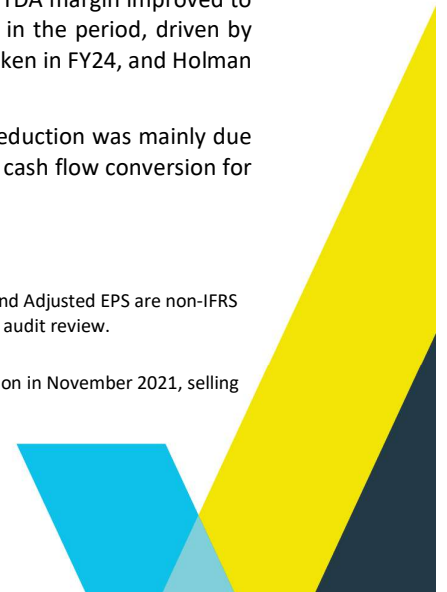 TDA margin improved to
in the period, driven by
ken in FY24, and Holman
eduction was mainly due
cash flow conversion for
nd Adjusted EPS are non-IFRS
audit review.
on in November 2021, selling